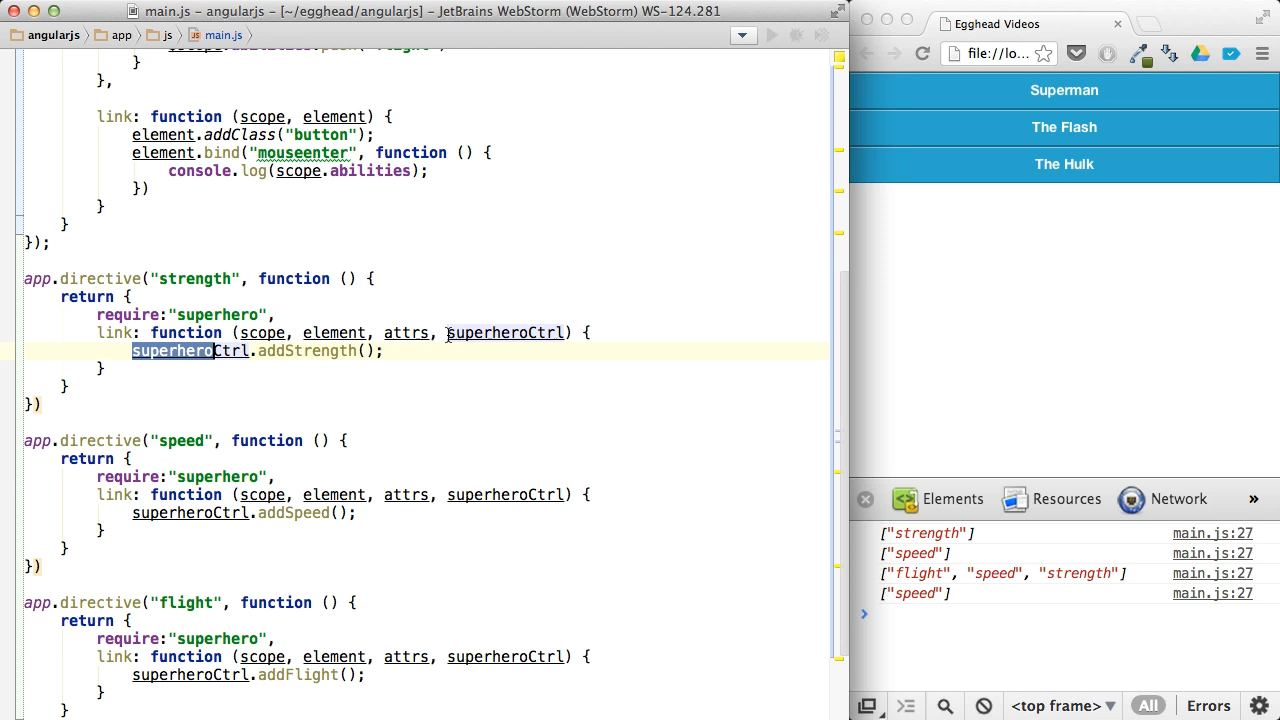 main.js - angularjs - [~/egghead/angularjs] - JetBrains WebStorm (WebStorm) WS-124.281
angularjs
app
js
main.js
}
},
link: function (scope, element) {
element.addClass("button");
element.bind("mouseenter", function () {
console.log(scope.abilities);
})
}
}
});
app.directive("strength", function () {
return {
require:"superhero",
link: function (scope, element, attrs, superheroCtrl) {
superheroCtrl.addStrength();
}
}
})
app.directive("speed", function () {
return {
require:"superhero",
link: function (scope, element, attrs, superheroCtrl) {
superheroCtrl.addSpeed();
}
}
})
app.directive("flight", function () {
return {
require:"superhero",
link: function (scope, element, attrs, superheroCtrl) {
superheroCtrl.addFlight();
}
}
Egghead Videos
file://lo...
Superman
The Flash
The Hulk
Elements
Resources
Network
»
["strength"] main.js:27
["speed"] main.js:27
["flight", "speed", "strength"] main.js:27
["speed"] main.js:27
<top frame>
All
Errors